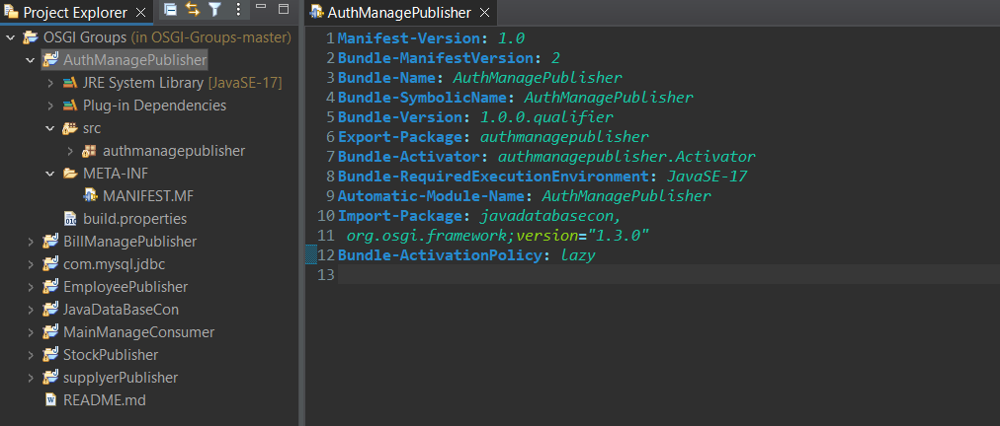 Project Explorer
OSGI Groups (in OSGI-Groups-master)
AuthManagePublisher
JRE System Library [JavaSE-17]
Plug-in Dependencies
src
authmanagepublisher
META-INF
MANIFEST.MF
build.properties
BillManagePublisher
com.mysql.jdbc
EmployeePublisher
JavaDataBaseCon
MainManageConsumer
StockPublisher
supplyerPublisher
README.md
AuthManagePublisher
1 Manifest-Version: 1.0
2 Bundle-ManifestVersion: 2
3 Bundle-Name: AuthManagePublisher
4 Bundle-SymbolicName: AuthManagePublisher
5 Bundle-Version: 1.0.0.qualifier
6 Export-Package: authmanagepublisher
7 Bundle-Activator: authmanagepublisher.Activator
8 Bundle-RequiredExecutionEnvironment: JavaSE-17
9 Automatic-Module-Name: AuthManagePublisher
10 Import-Package: javadatabasecon,
11 org.osgi.framework;version="1.3.0"
12 Bundle-ActivationPolicy: lazy
13